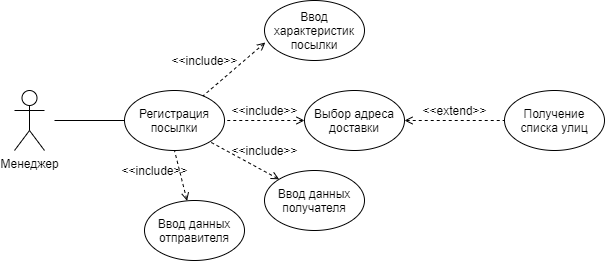 Ввод
характеристик
посылки
<<include>>
Менеджер
Регистрация
посылки
<<include>>
Выбор адреса
доставки
<<extend>>
Получение
списка улиц
<<include>>
<<include>>
Ввод данных
получателя
Ввод данных
отправителя